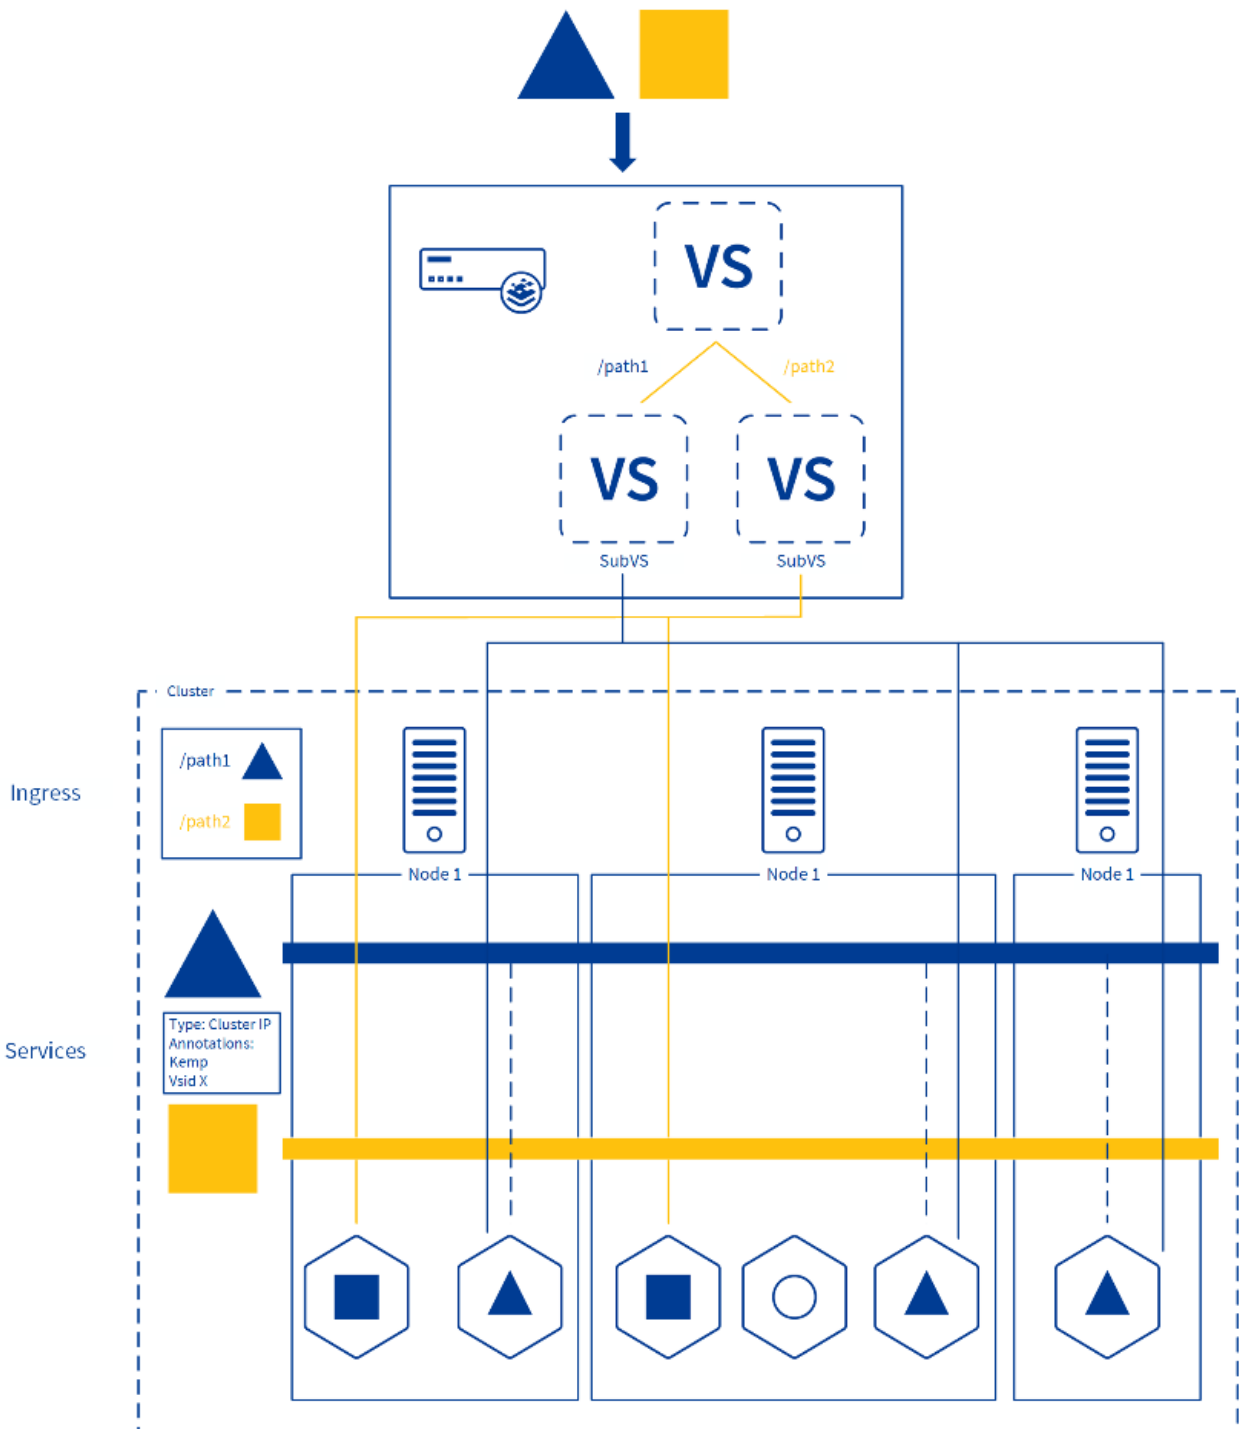 VS
/path1
/path2
VS
VS
SubVS
SubVS
Cluster
/path1
/path2
Ingress
Node 1
Node 1
Node 1
Services
Type: Cluster IP
Annotations:
Kemp
Vsid X